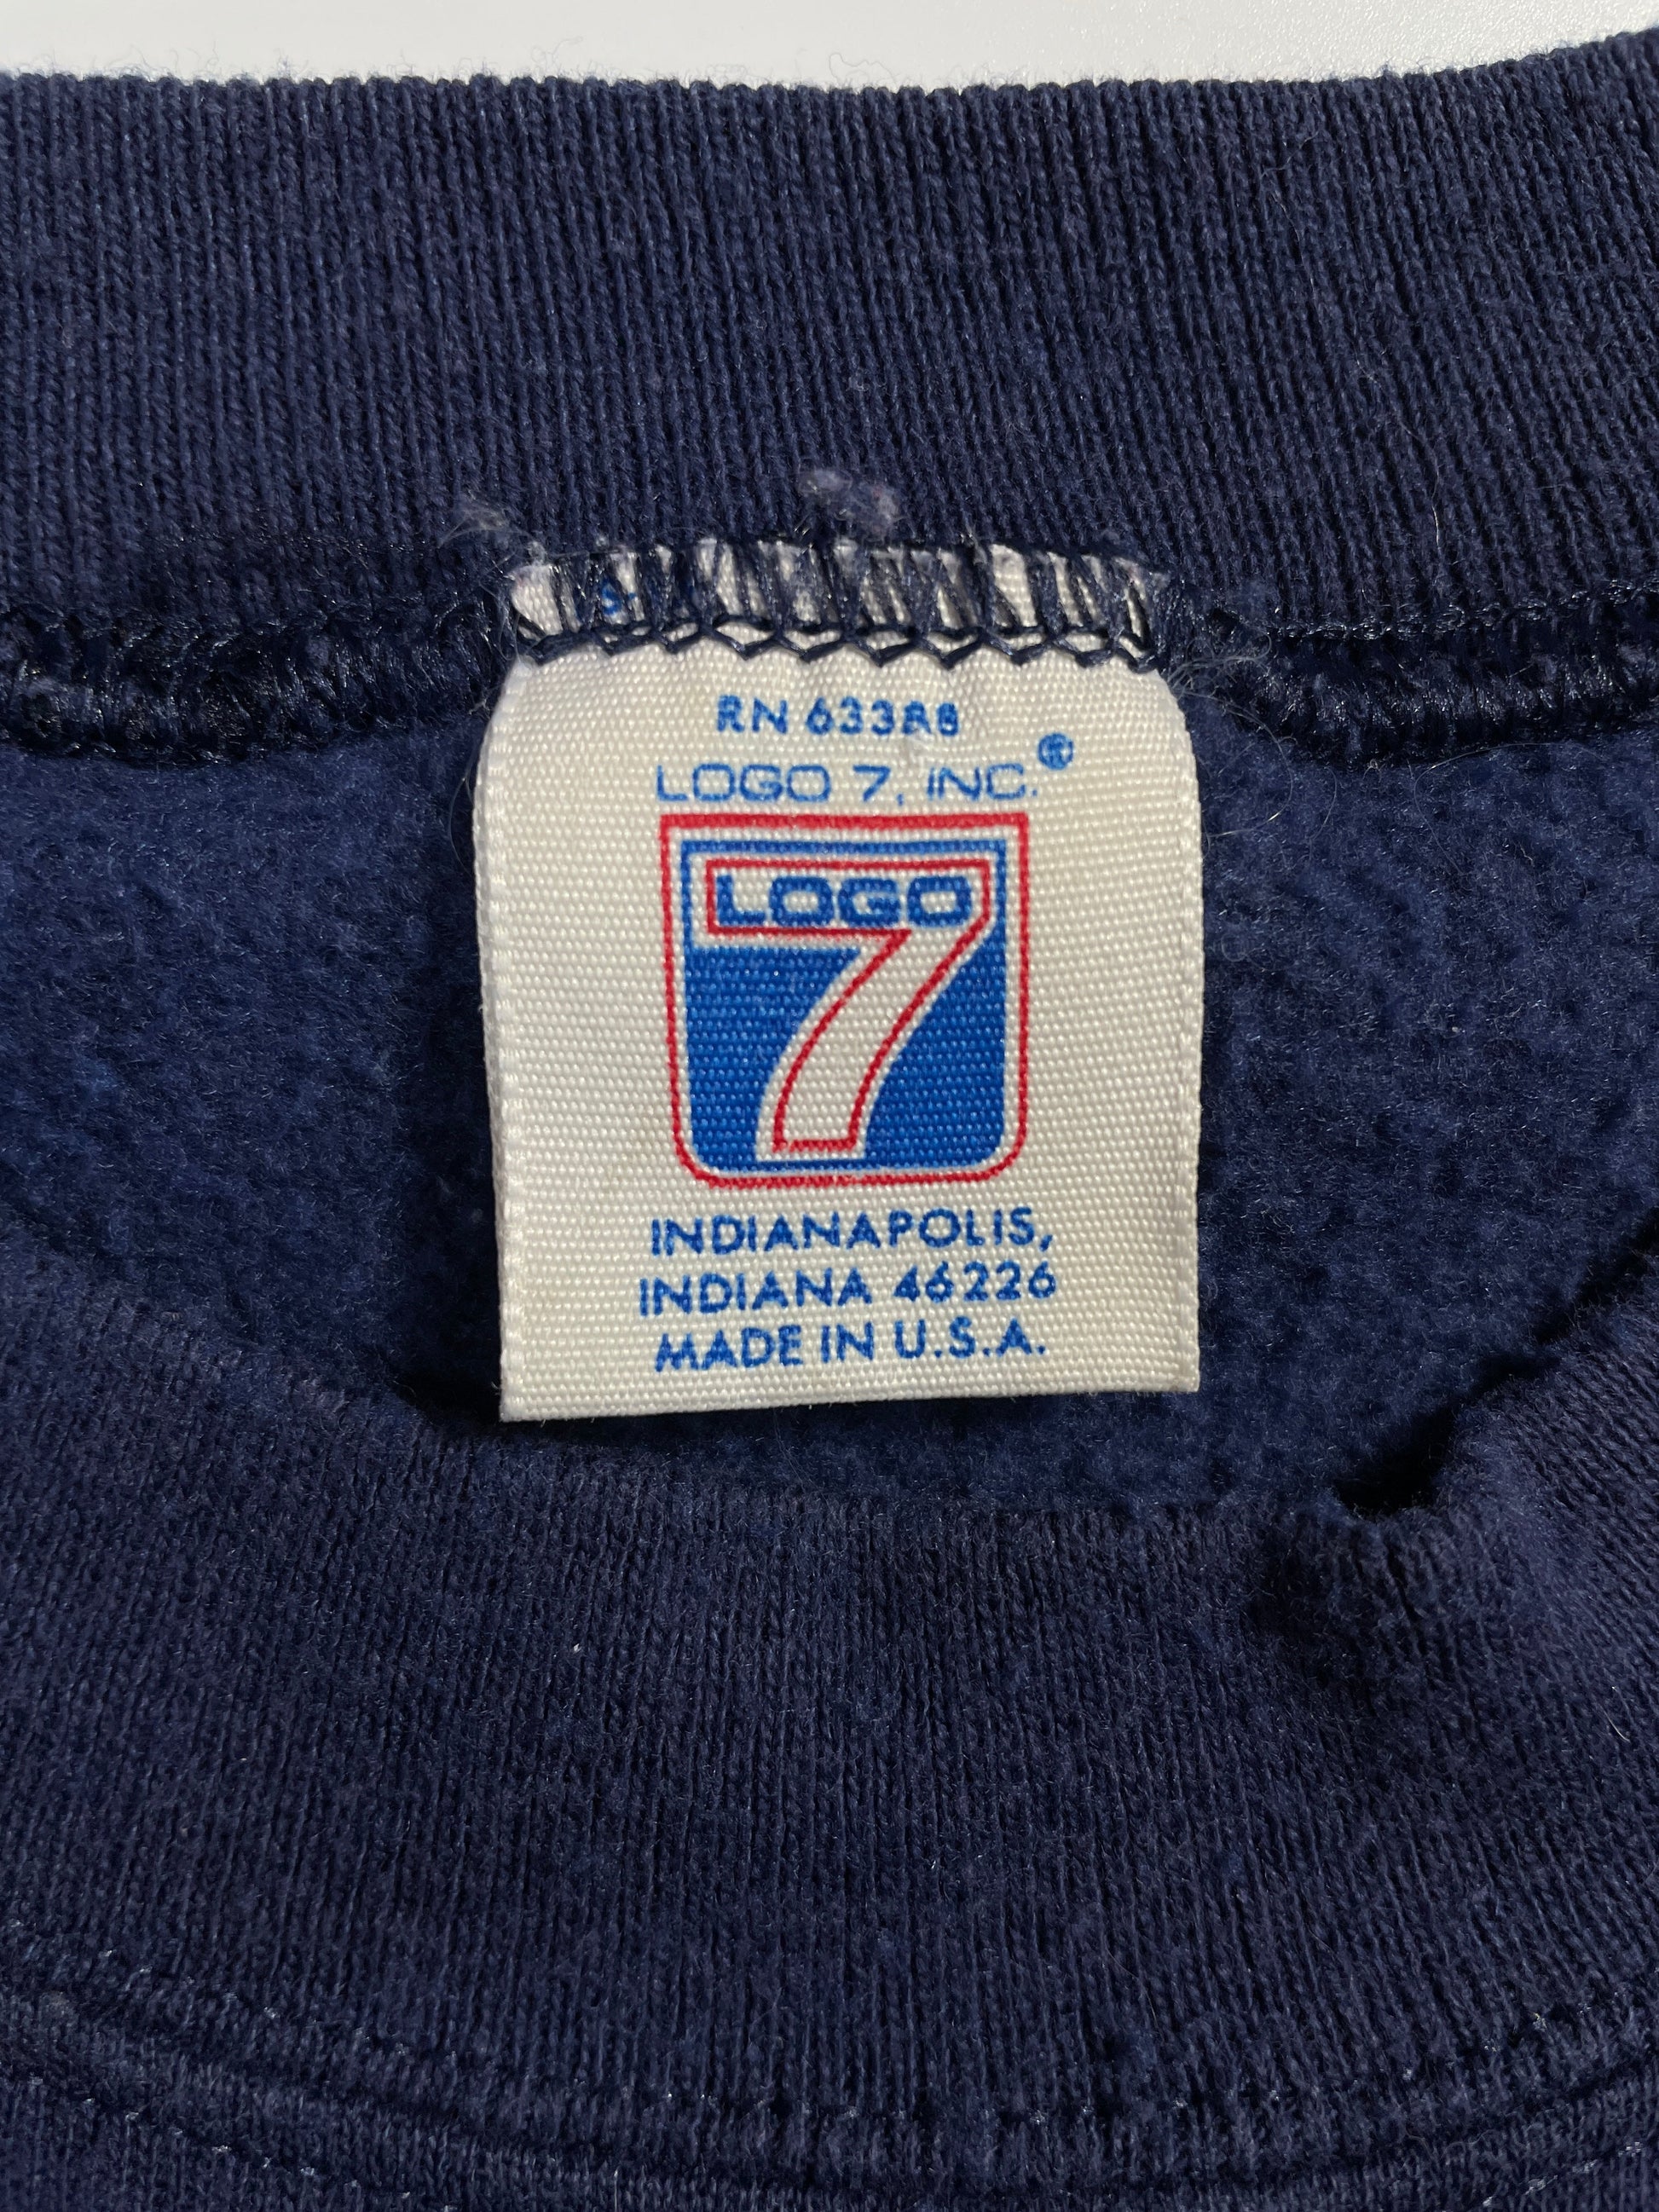 RN 63388
LOGO 7, INC.®
LOGO
7
INDIANAPOLIS,
INDIANA 46226
MADE IN U.S.A.